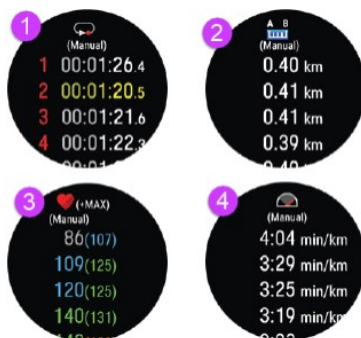 1
(Manual)
1 00:01:26.4
2 00:01:20.5
3 00:01:21.6
4 00:01:22.3
2
A B
(Manual)
0.40 km
0.41 km
0.41 km
0.39 km
3
(+MAX)
(Manual)
86(107)
109(125)
120(125)
140(131)
4
(Manual)
4:04 min/km
3:29 min/km
3:25 min/km
3:19 min/km